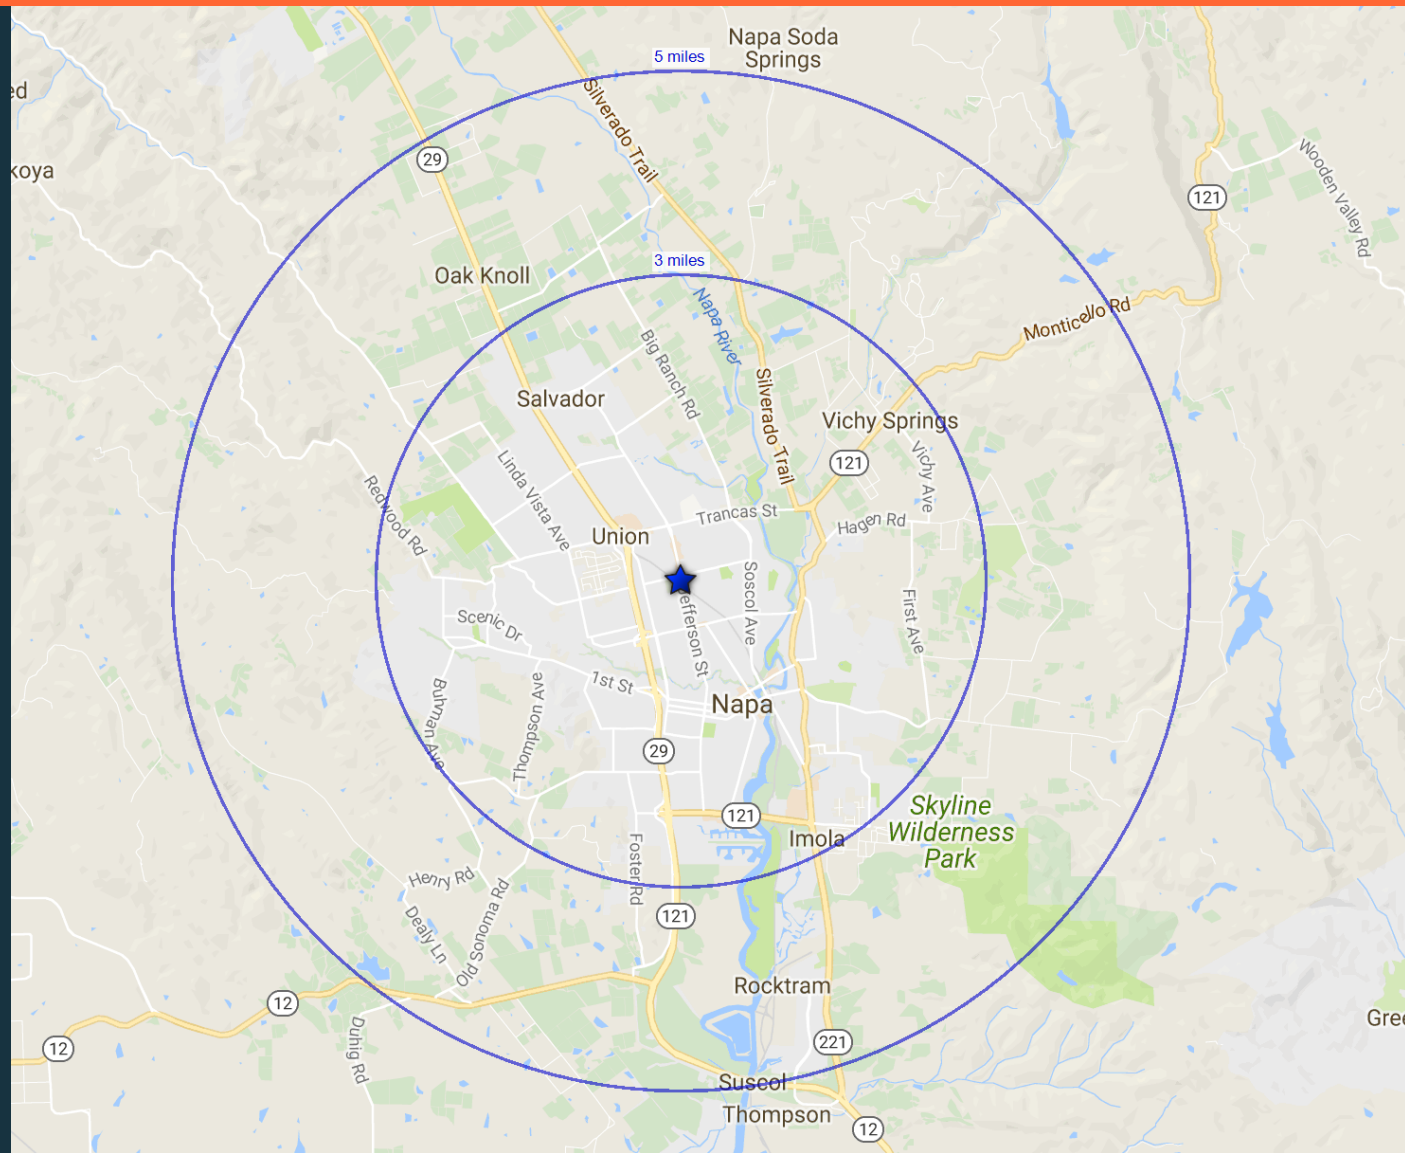 Napa Soda
Springs
5 miles
ed
Silverado Trail
29
koya
Wooden Valley Rd
121
3 miles
Oak Knoll
Napa River
Monticello Rd
Big Ranch Rd
Salvador
Silverado Trail
Vichy Springs
121
Vichy Ave
Linda Vista Ave
Redwood Rd
Trancas St
Hagen Rd
Union
Soscol Ave
First Ave
Scenic Dr
efferson St
1st St
Buhman Ave
Thompson Ave
Napa
29
Skyline
Wilderness
Park
121
Imola
Foster Rd
Henry Rd
Dealy Ln
Old Sonoma Rd
121
Rocktram
12
Gree
Duhig Rd
12
221
Suscol
Thompson
12